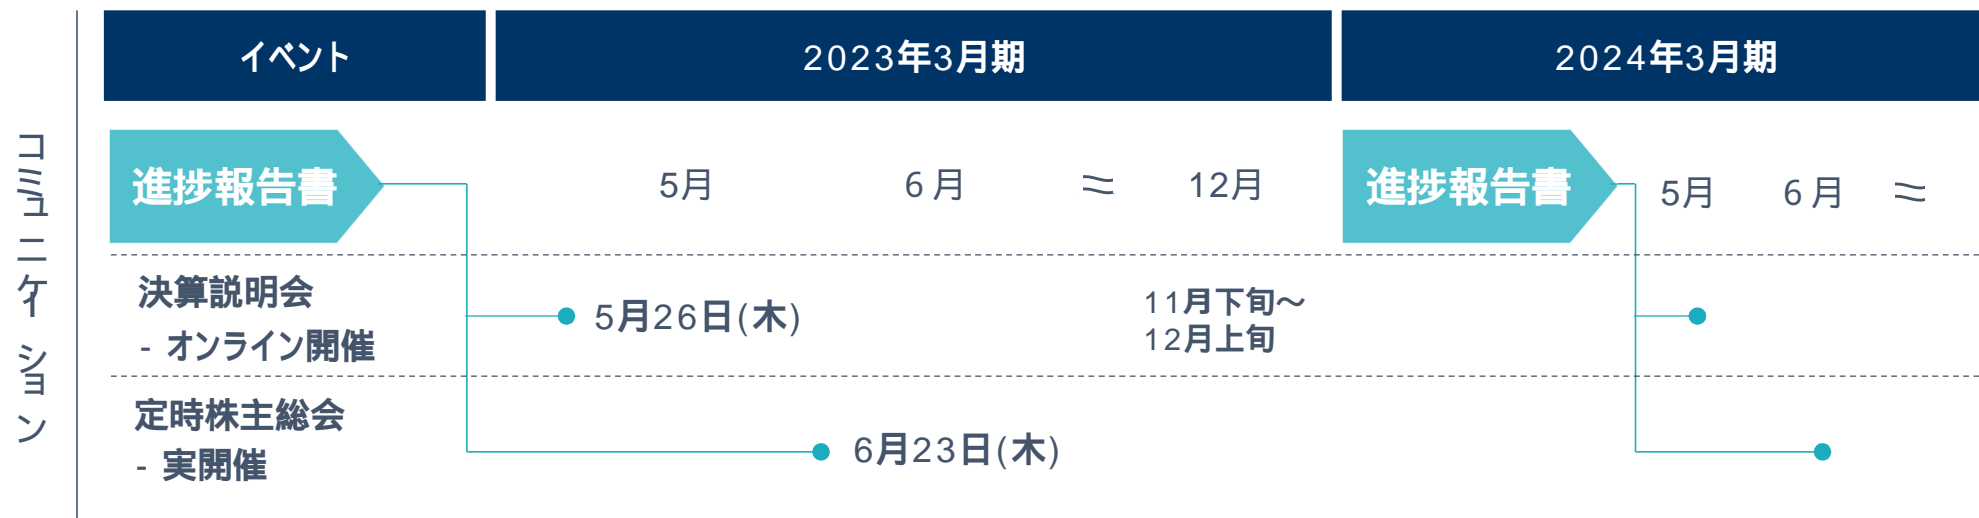 コミュニケーション
イベント
2023年3月期
2024年3月期
進捗報告書
5月
6月
≈
12月
進捗報告書
5月
6月
≈
決算説明会
- オンライン開催
5月26日(木)
11月下旬～
12月上旬
定時株主総会
- 実開催
6月23日(木)